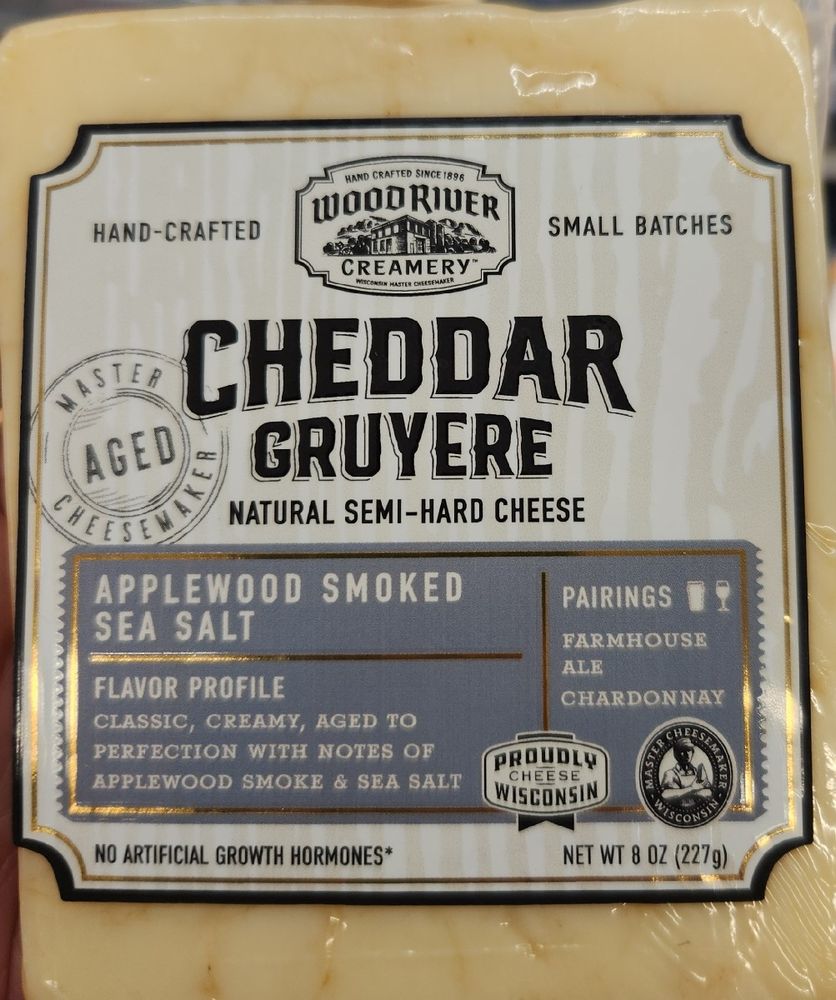 HAND-CRAFTED
HAND CRAFTED SINCE 1896
WOOD RIVER
CREAMERY™
WISCONSIN MASTER CHEESEMAKER
SMALL BATCHES
CHEDDAR
GRUYERE
MASTER
AGED
CHEESEMAKER
NATURAL SEMI-HARD CHEESE
APPLEWOOD SMOKED
SEA SALT
FLAVOR PROFILE
CLASSIC, CREAMY, AGED TO
PERFECTION WITH NOTES OF
APPLEWOOD SMOKE & SEA SALT
PAIRINGS
FARMHOUSE
ALE
CHARDONNAY
PROUDLY
CHEESE
WISCONSIN
MASTER CHEESEMAKER
WISCONSIN
NO ARTIFICIAL GROWTH HORMONES*
NET WT 8 OZ (227g)